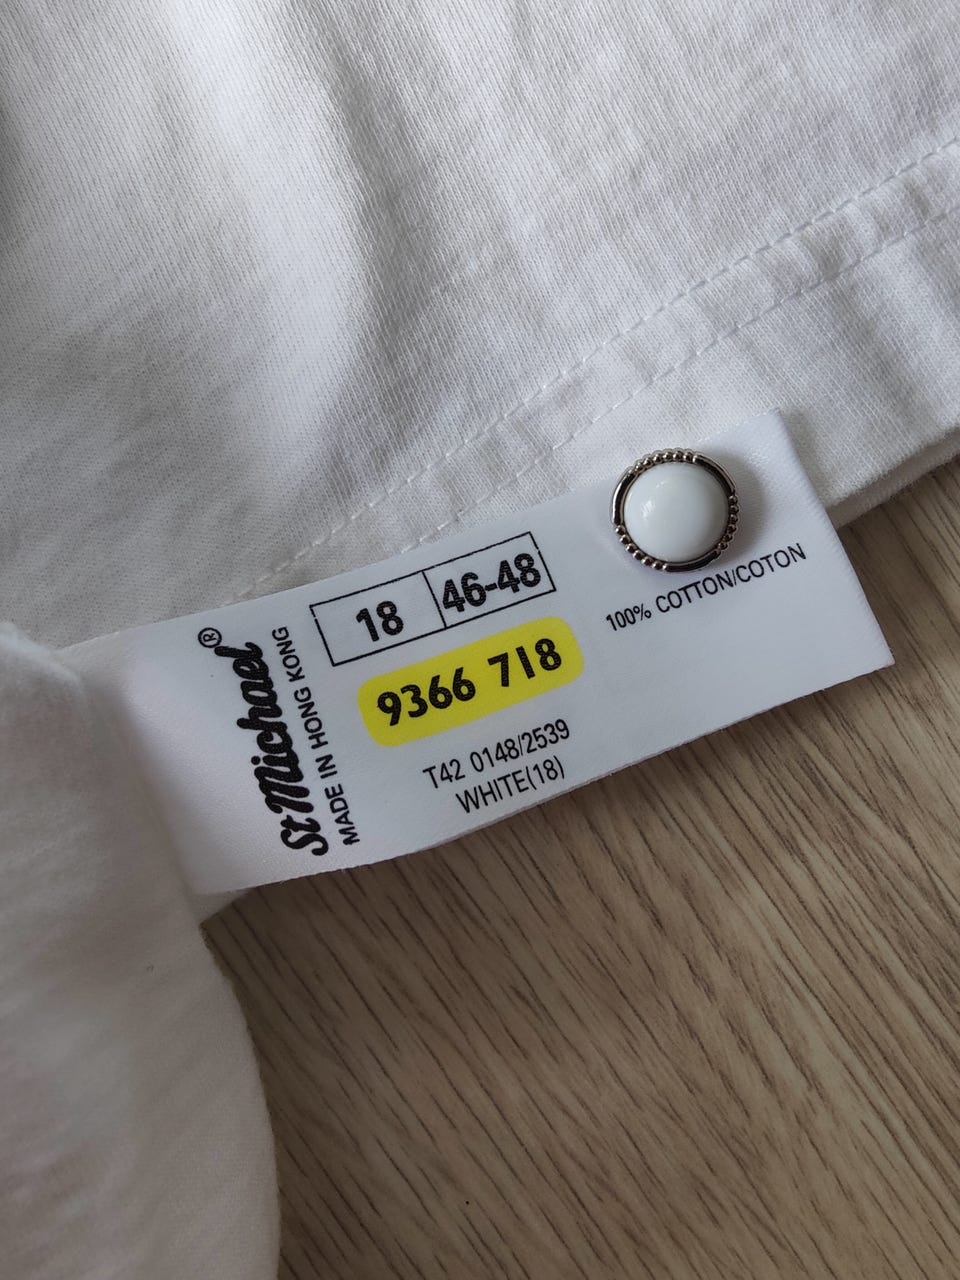 St Michael®
MADE IN HONG KONG
18 46-48
9366 718
T42 0148/2539
WHITE(18)
100% COTTON/COTON